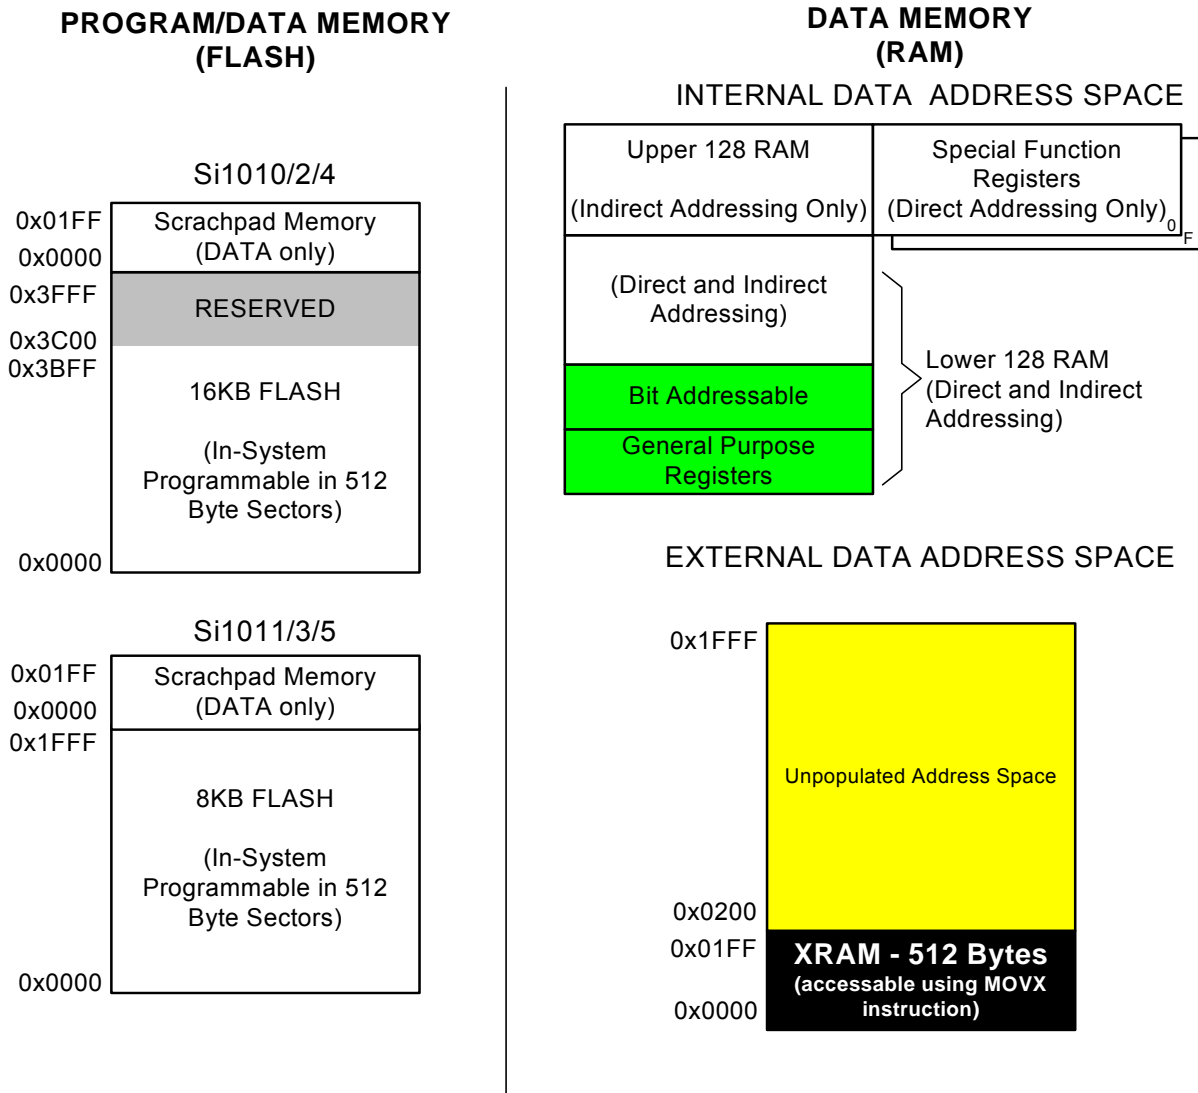 PROGRAM/DATA MEMORY
(FLASH)
Si1010/2/4
0x01FF
Scrachpad Memory
(DATA only)
0x0000
0x3FFF
RESERVED
0x3C00
0x3BFF
16KB FLASH
(In-System
Programmable in 512
Byte Sectors)
0x0000
Si1011/3/5
0x01FF
Scrachpad Memory
(DATA only)
0x0000
0x1FFF
8KB FLASH
(In-System
Programmable in 512
Byte Sectors)
0x0000
DATA MEMORY
(RAM)
INTERNAL DATA ADDRESS SPACE
Upper 128 RAM
(Indirect Addressing Only)
Special Function
Registers
(Direct Addressing Only)
0
F
(Direct and Indirect
Addressing)
Bit Addressable
General Purpose
Registers
Lower 128 RAM
(Direct and Indirect
Addressing)
EXTERNAL DATA ADDRESS SPACE
0x1FFF
Unpopulated Address Space
0x0200
0x01FF
XRAM - 512 Bytes
(accessable using MOVX
instruction)
0x0000